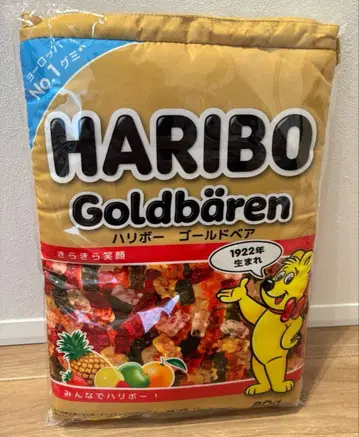 ヨーロッパ
NO.1 グミ
HARIBO
Goldbären
ハリボー ゴールドベア
きらきら笑顔
1922年
生まれ
みんなでハリボー！